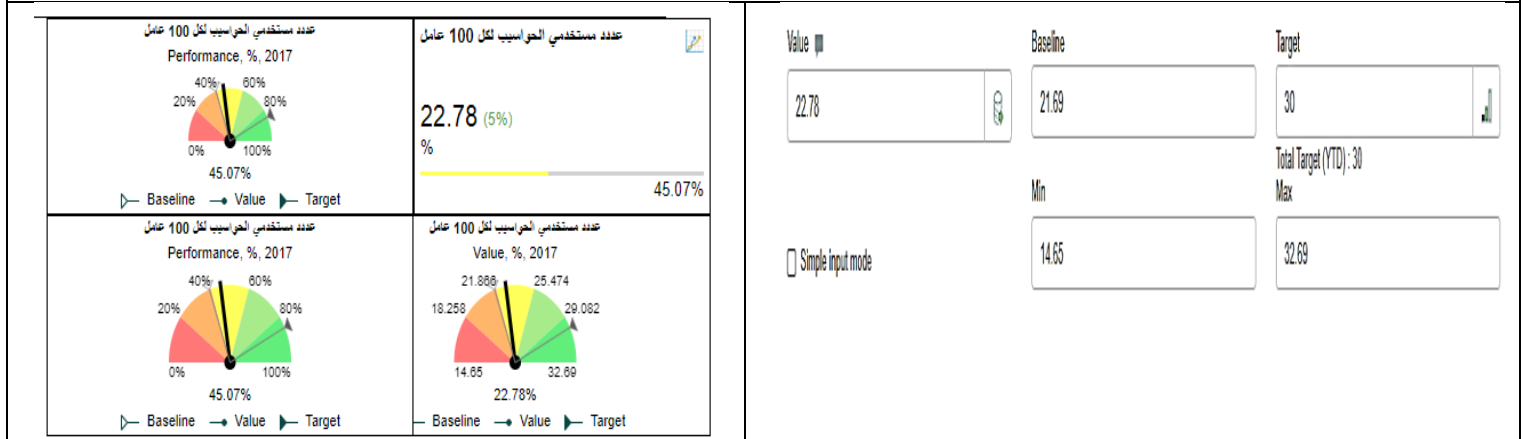 عددد مستخدمي الحواسيب لكل 100 عامل
Performance, %, 2017
40% 60%
20% 80%
0% 100%
45.07%
Baseline Value Target
عددد مستخدمي الحواسيب لكل 100 عامل
22.78 (5%)
%
45.07%
عددد مستخدمي الحواسيب لكل 100 عامل
Performance, %, 2017
40% 60%
20% 80%
0% 100%
45.07%
Baseline Value Target
عددد مستخدمي الحواسيب لكل 100 عامل
Value, %, 2017
21.866 25.474
18.258 29.082
14.65 32.69
22.78%
Baseline Value Target
Value Baseline Target
22.78 21.69 30
Total Target (YTD) : 30
Min Max
Simple input mode 14.65 32.69